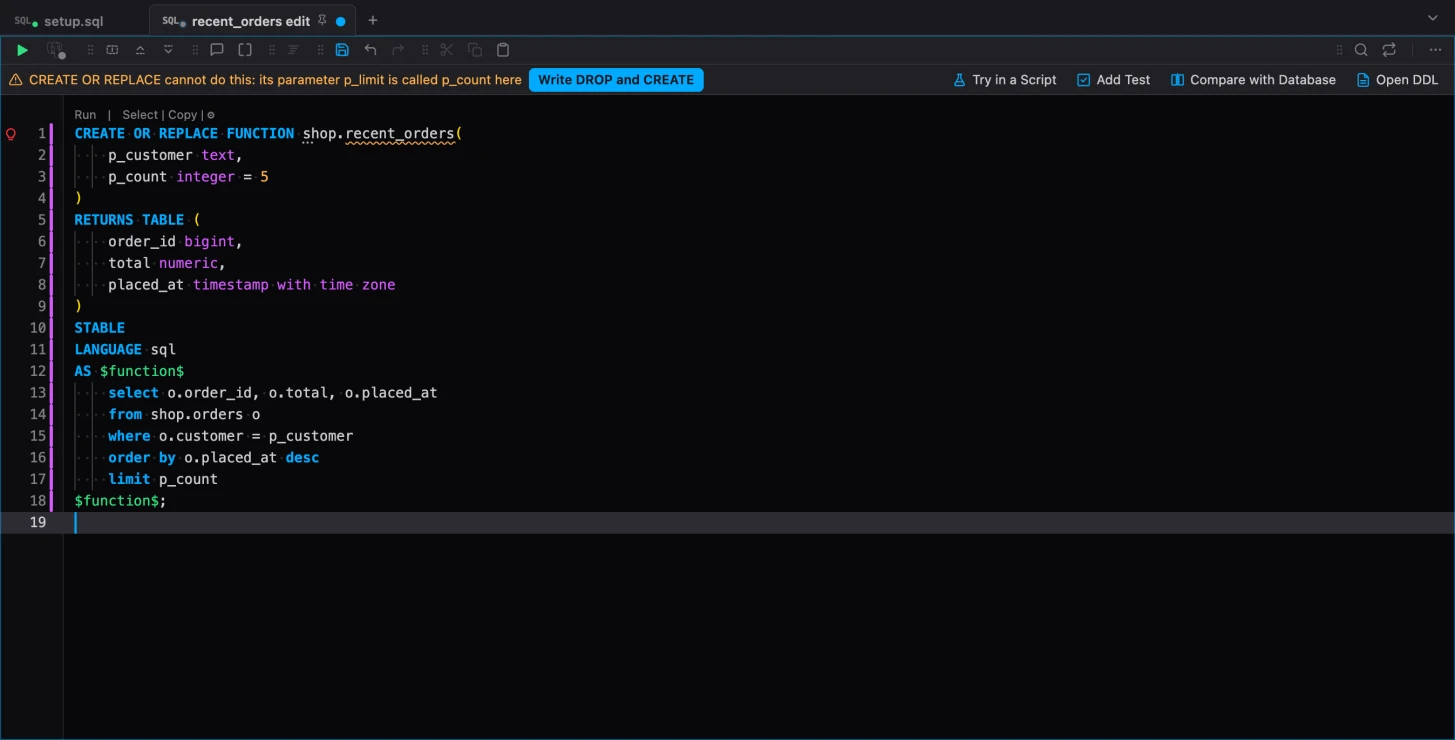 SQL setup.sql SQL recent_orders edit +
CREATE OR REPLACE cannot do this: its parameter p_limit is called p_count here Write DROP and CREATE Try in a Script Add Test Compare with Database Open DDL
Run | Select | Copy |
1 CREATE OR REPLACE FUNCTION shop.recent_orders(
2 p_customer text,
3 p_count integer = 5
4 )
5 RETURNS TABLE (
6 order_id bigint,
7 total numeric,
8 placed_at timestamp with time zone
9 )
10 STABLE
11 LANGUAGE sql
12 AS $function$
13 select o.order_id, o.total, o.placed_at
14 from shop.orders o
15 where o.customer = p_customer
16 order by o.placed_at desc
17 limit p_count
18 $function$;
19